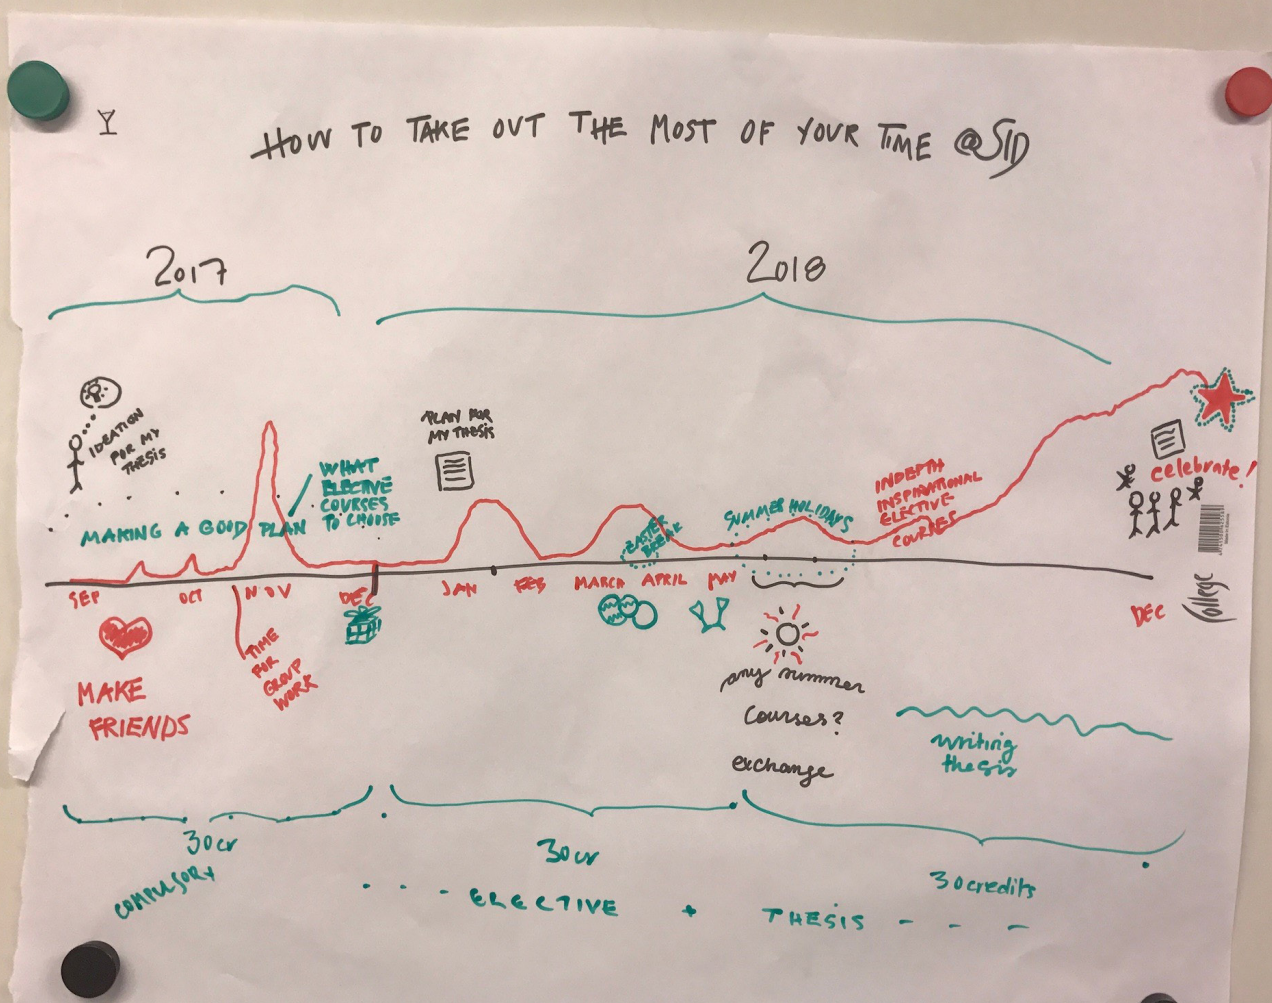 HOW TO TAKE OUT THE MOST OF YOUR TIME @SID
2017
2018
IDEATION
FOR MY
THESIS
MAKING A GOOD PLAN
WHAT
ELECTIVE
COURSES
TO CHOOSE
PLAN FOR
MY THESIS
EASTER
BREAK
SUMMER HOLIDAYS
INDEPTH
INSPIRATIONAL
ELECTIVE
COURSES
celebrate!
SEP
OCT
NOV
DEC
JAN
FEB
MARCH
APRIL
MAY
DEC
College
MAKE
FRIENDS
TIME
FOR
GROUP
WORK
any summer
courses?
exchange
writing
thesis
30cr
COMPULSORY
30cr
30credits
ELECTIVE + THESIS